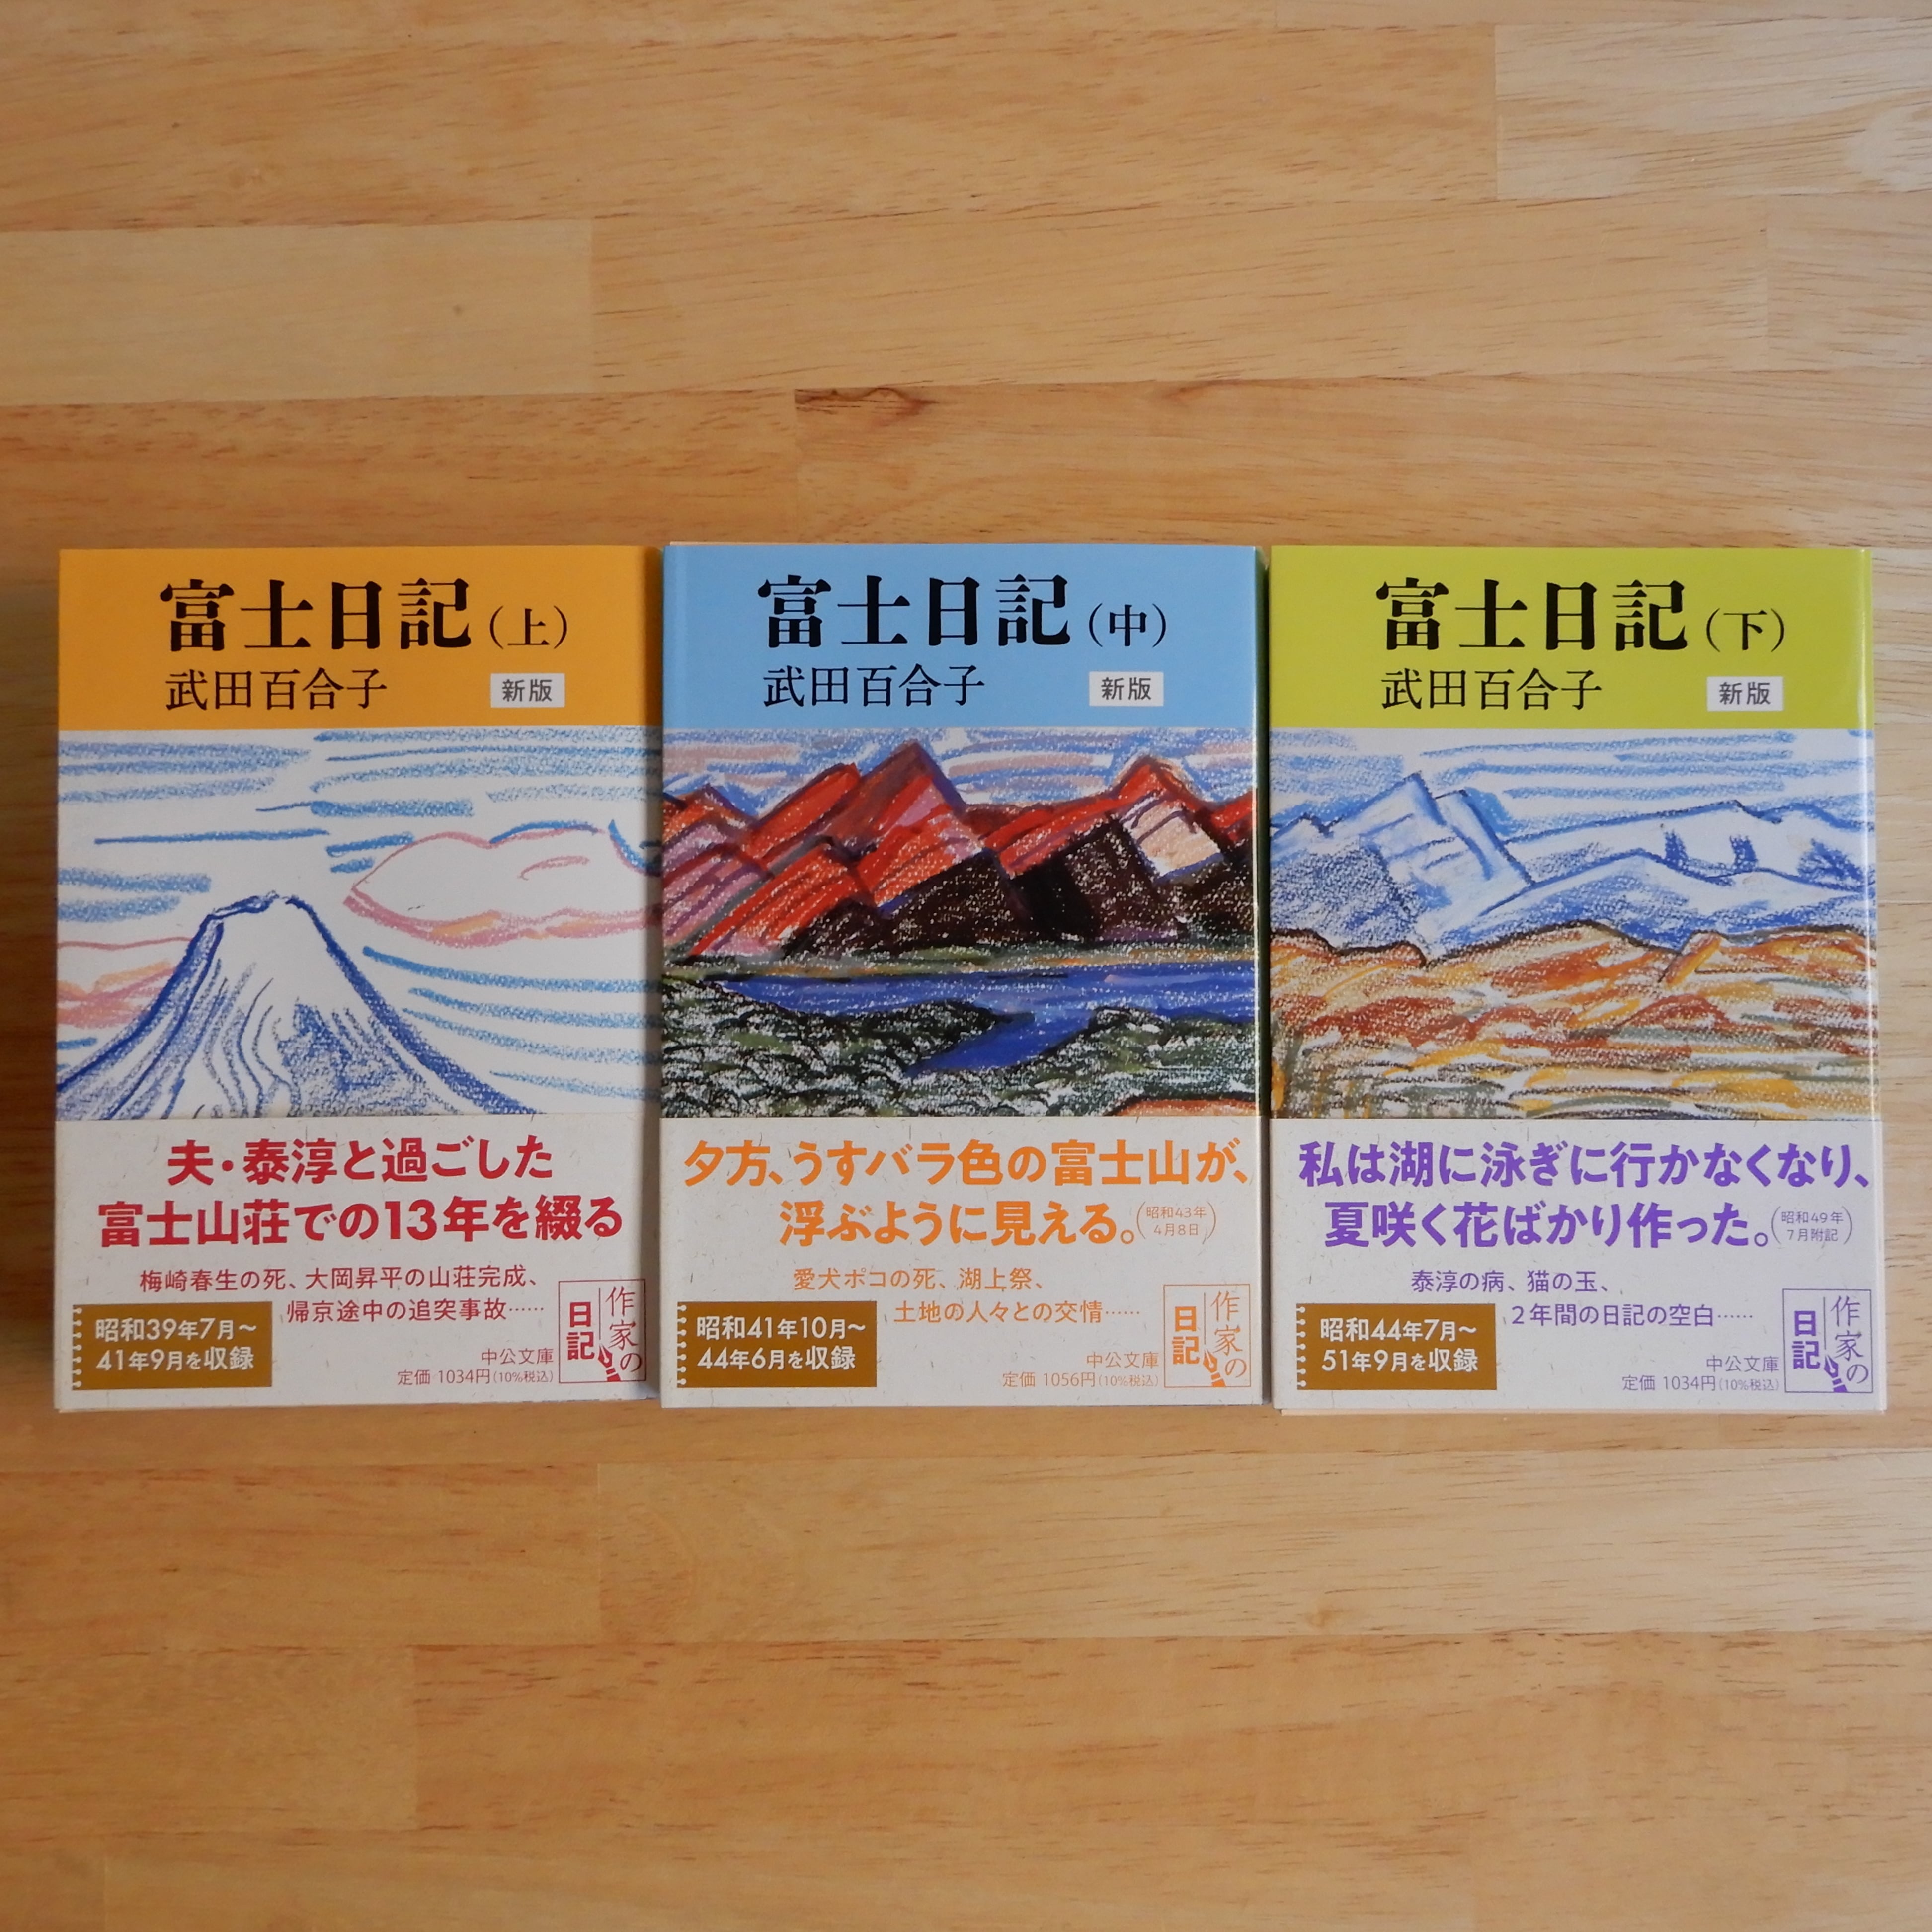 富士日記(上)
武田百合子
新版
夫・泰淳と過ごした
富士山荘での13年を綴る
梅崎春生の死、大岡昇平の山荘完成、
帰京途中の追突事故……
昭和39年7月〜
41年9月を収録
中公文庫
定価 1034円(10%税込)
作家の
日記
富士日記(中)
武田百合子
新版
夕方、うすバラ色の富士山が、
浮ぶように見える。(昭和43年4月8日)
愛犬ポコの死、湖上祭、
土地の人々との交情……
昭和41年10月〜
44年6月を収録
中公文庫
定価 1056円(10%税込)
作家の
日記
富士日記(下)
武田百合子
新版
私は湖に泳ぎに行かなくなり、
夏咲く花ばかり作った。(昭和49年7月附記)
泰淳の病、猫の玉、
2年間の日記の空白……
昭和44年7月〜
51年9月を収録
中公文庫
定価 1034円(10%税込)
作家の
日記